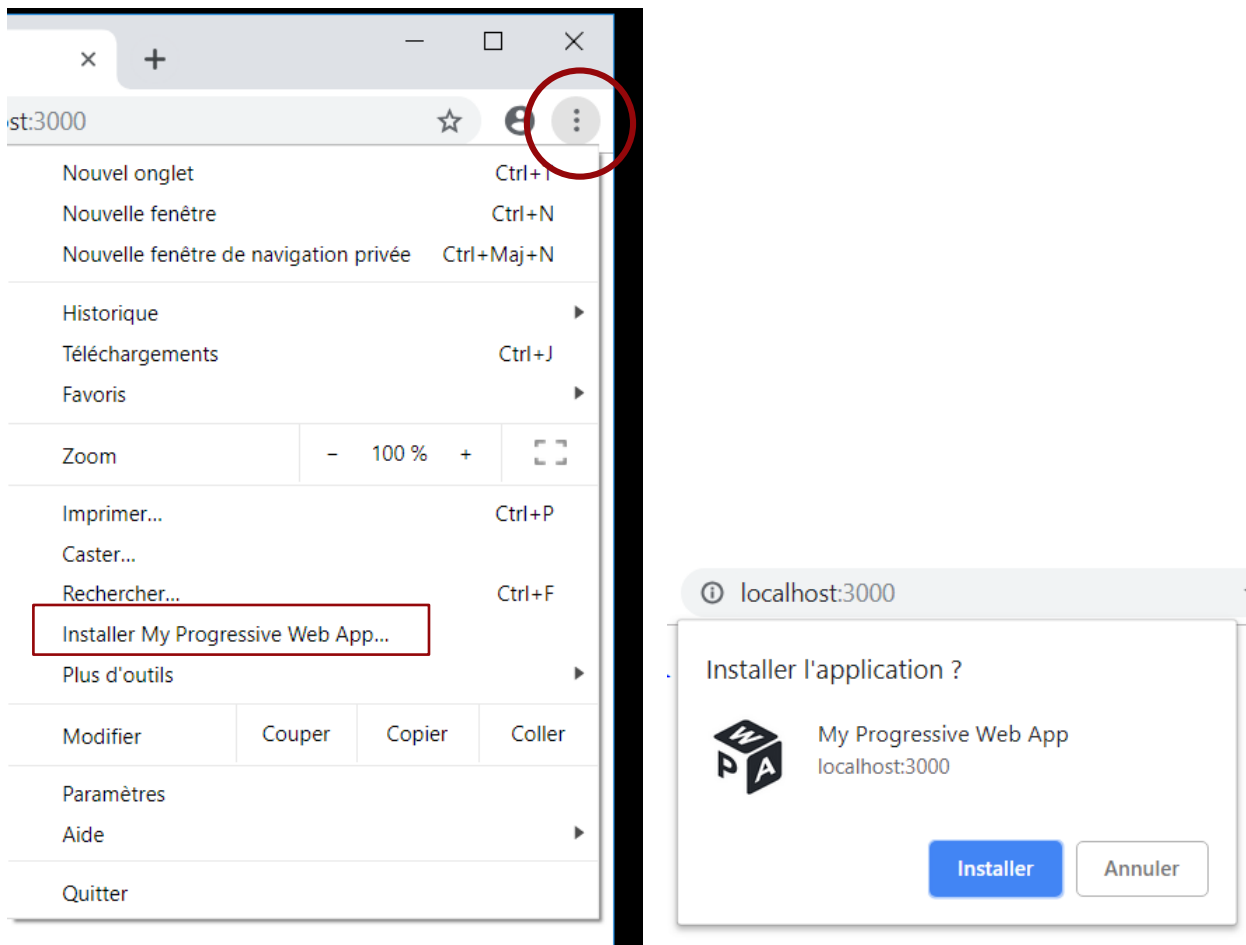 st:3000
Nouvel onglet Ctrl+T
Nouvelle fenêtre Ctrl+N
Nouvelle fenêtre de navigation privée Ctrl+Maj+N
Historique
Téléchargements Ctrl+J
Favoris
Zoom - 100 % +
Imprimer... Ctrl+P
Caster...
Rechercher... Ctrl+F
Installer My Progressive Web App...
Plus d'outils
Modifier Couper Copier Coller
Paramètres
Aide
Quitter
localhost:3000
Installer l'application ?
PWA
My Progressive Web App
localhost:3000
Installer Annuler